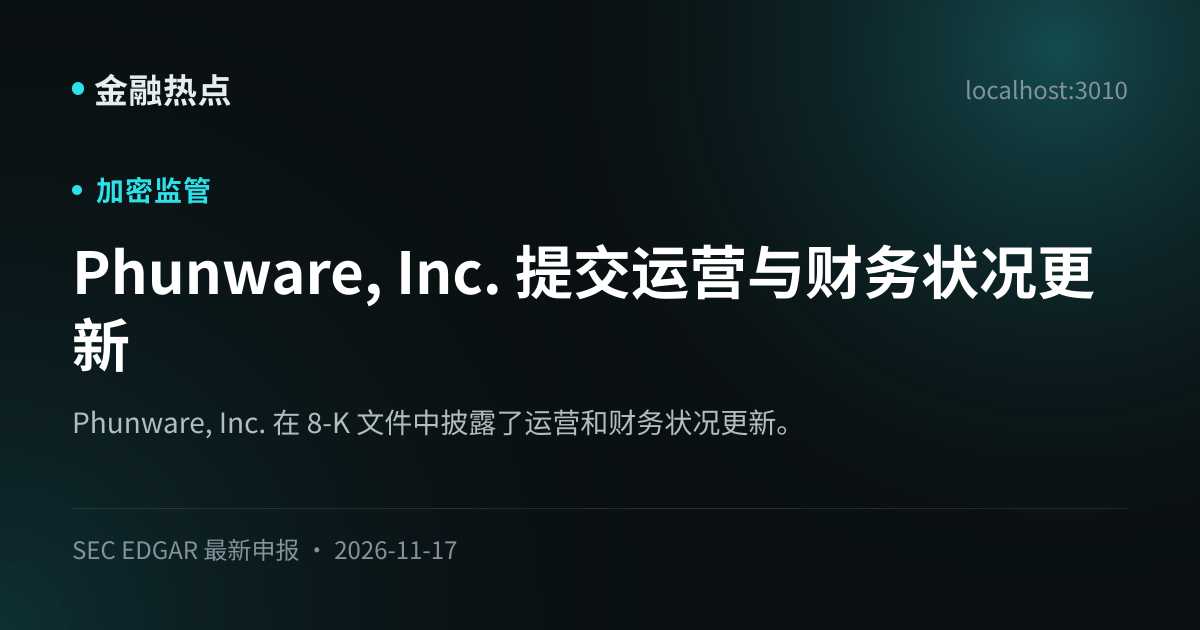 金融热点
localhost:3010
加密监管
Phunware, Inc. 提交运营与财务状况更
新
Phunware, Inc. 在 8-K 文件中披露了运营和财务状况更新。
SEC EDGAR 最新申报 · 2026-11-17